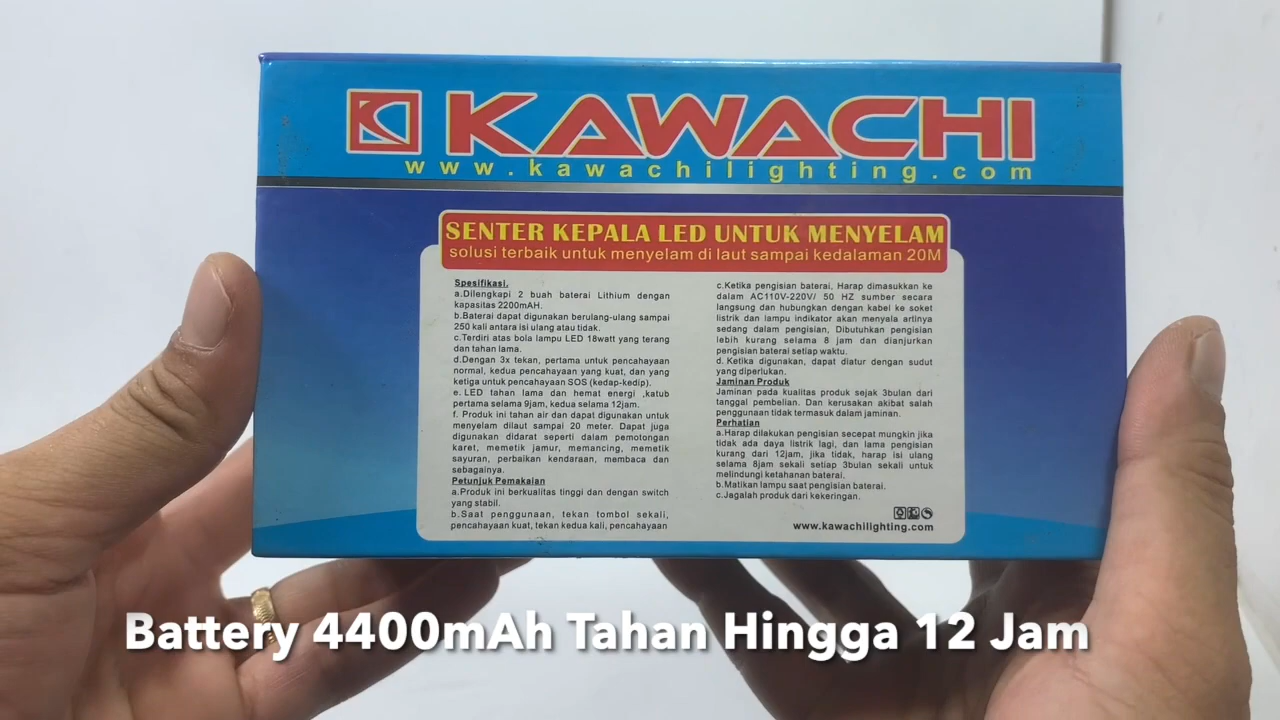 KAWACHI
www.kawachilighting.com
SENTER KEPALA LED UNTUK MENYELAM
solusi terbaik untuk menyelam di laut sampai kedalaman 20M
Spesifikasi.
a.Dilengkapi 2 buah baterai Lithium dengan
kapasitas 2200mAH.
b.Baterai dapat digunakan berulang-ulang sampai
250 kali antara isi ulang atau tidak.
c.Terdiri atas bola lampu LED 18watt yang terang
dan tahan lama.
d.Dengan 3x tekan, pertama untuk pencahayaan
normal, kedua pencahayaan yang kuat, dan yang
ketiga untuk pencahayaan SOS (kedap-kedip).
e. LED tahan lama dan hemat energi ,katub
pertama selama 9jam, kedua selama 12jam.
f. Produk ini tahan air dan dapat digunakan untuk
menyelam dilaut sampai 20 meter. Dapat juga
digunakan didarat seperti dalam pemotongan
karet, memetik jamur, memancing, memetik
sayuran, perbaikan kendaraan, membaca dan
sebagainya.
Petunjuk Pemakaian
a.Produk ini berkualitas tinggi dan dengan switch
yang stabil.
b.Saat penggunaan, tekan tombol sekali,
pencahayaan kuat, tekan kedua kali, pencahayaan
c.Ketika pengisian baterai, Harap dimasukkan ke
dalam AC110V-220V/ 50 HZ sumber secara
langsung dan hubungkan dengan kabel ke soket
listrik dan lampu indikator akan menyala artinya
sedang dalam pengisian, Dibutuhkan pengisian
lebih kurang selama 8 jam dan dianjurkan
pengisian baterai setiap waktu.
d. Ketika digunakan, dapat diatur dengan sudut
yang diperlukan.
Jaminan Produk
Jaminan pada kualitas produk sejak 3bulan dari
tanggal pembelian. Dan kerusakan akibat salah
penggunaan tidak termasuk dalam jaminan.
Perhatian
a.Harap dilakukan pengisian secepat mungkin jika
tidak ada daya listrik lagi, dan lama pengisian
kurang dari 12jam, jika tidak, harap isi ulang
selama 8jam sekali setiap 3bulan sekali untuk
melindungi ketahanan baterai.
b.Matikan lampu saat pengisian baterai.
c.Jagalah produk dari kekeringan.
www.kawachilighting.com
Battery 4400mAh Tahan Hingga 12 Jam